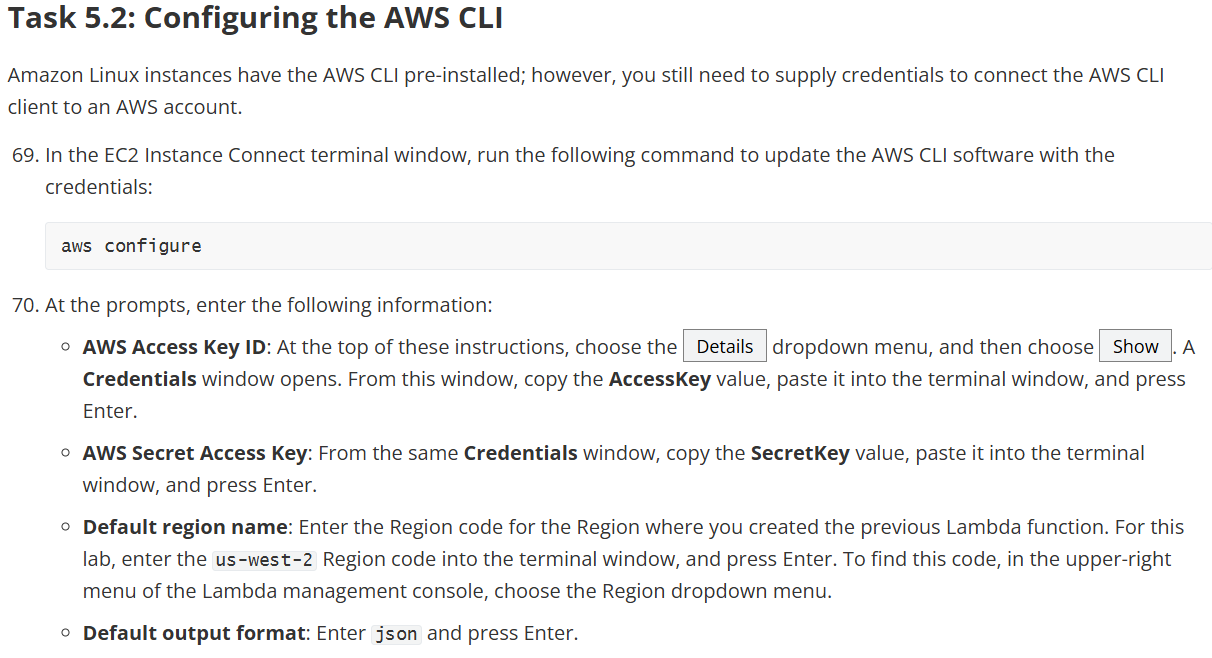 Task 5.2: Configuring the AWS CLI
Amazon Linux instances have the AWS CLI pre-installed; however, you still need to supply credentials to connect the AWS CLI
client to an AWS account.
69. In the EC2 Instance Connect terminal window, run the following command to update the AWS CLI software with the
credentials:
aws configure
70. At the prompts, enter the following information:
AWS Access Key ID: At the top of these instructions, choose the Details dropdown menu, and then choose Show . A
Credentials window opens. From this window, copy the AccessKey value, paste it into the terminal window, and press
Enter.
AWS Secret Access Key: From the same Credentials window, copy the SecretKey value, paste it into the terminal
window, and press Enter.
Default region name: Enter the Region code for the Region where you created the previous Lambda function. For this
lab, enter the us-west-2 Region code into the terminal window, and press Enter. To find this code, in the upper-right
menu of the Lambda management console, choose the Region dropdown menu.
Default output format: Enter json and press Enter.